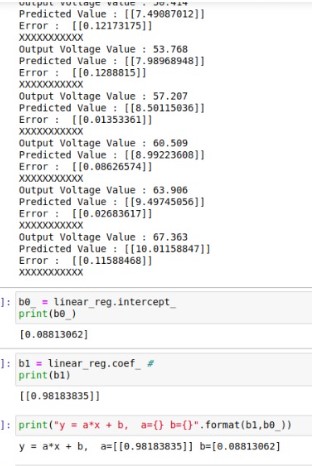 Predicted Value : [[7.49087012]]
Error :  [[0.12173175]]
XXXXXXXXXXX
Output Voltage Value : 53.768
Predicted Value : [[7.98968948]]
Error :  [[0.1288815]]
XXXXXXXXXXX
Output Voltage Value : 57.207
Predicted Value : [[8.50115036]]
Error :  [[0.01353361]]
XXXXXXXXXXX
Output Voltage Value : 60.509
Predicted Value : [[8.99223608]]
Error :  [[0.08626574]]
XXXXXXXXXXX
Output Voltage Value : 63.906
Predicted Value : [[9.49745056]]
Error :  [[0.02683617]]
XXXXXXXXXXX
Output Voltage Value : 67.363
Predicted Value : [[10.01158847]]
Error :  [[0.11588468]]
XXXXXXXXXXX
]: b0_ = linear_reg.intercept_
print(b0_)
[0.08813062]
]: b1 = linear_reg.coef_ #
print(b1)
[[0.98183835]]
]: print("y = a*x + b,  a={} b={}".format(b1,b0_))
y = a*x + b,  a=[[0.98183835]] b=[0.08813062]